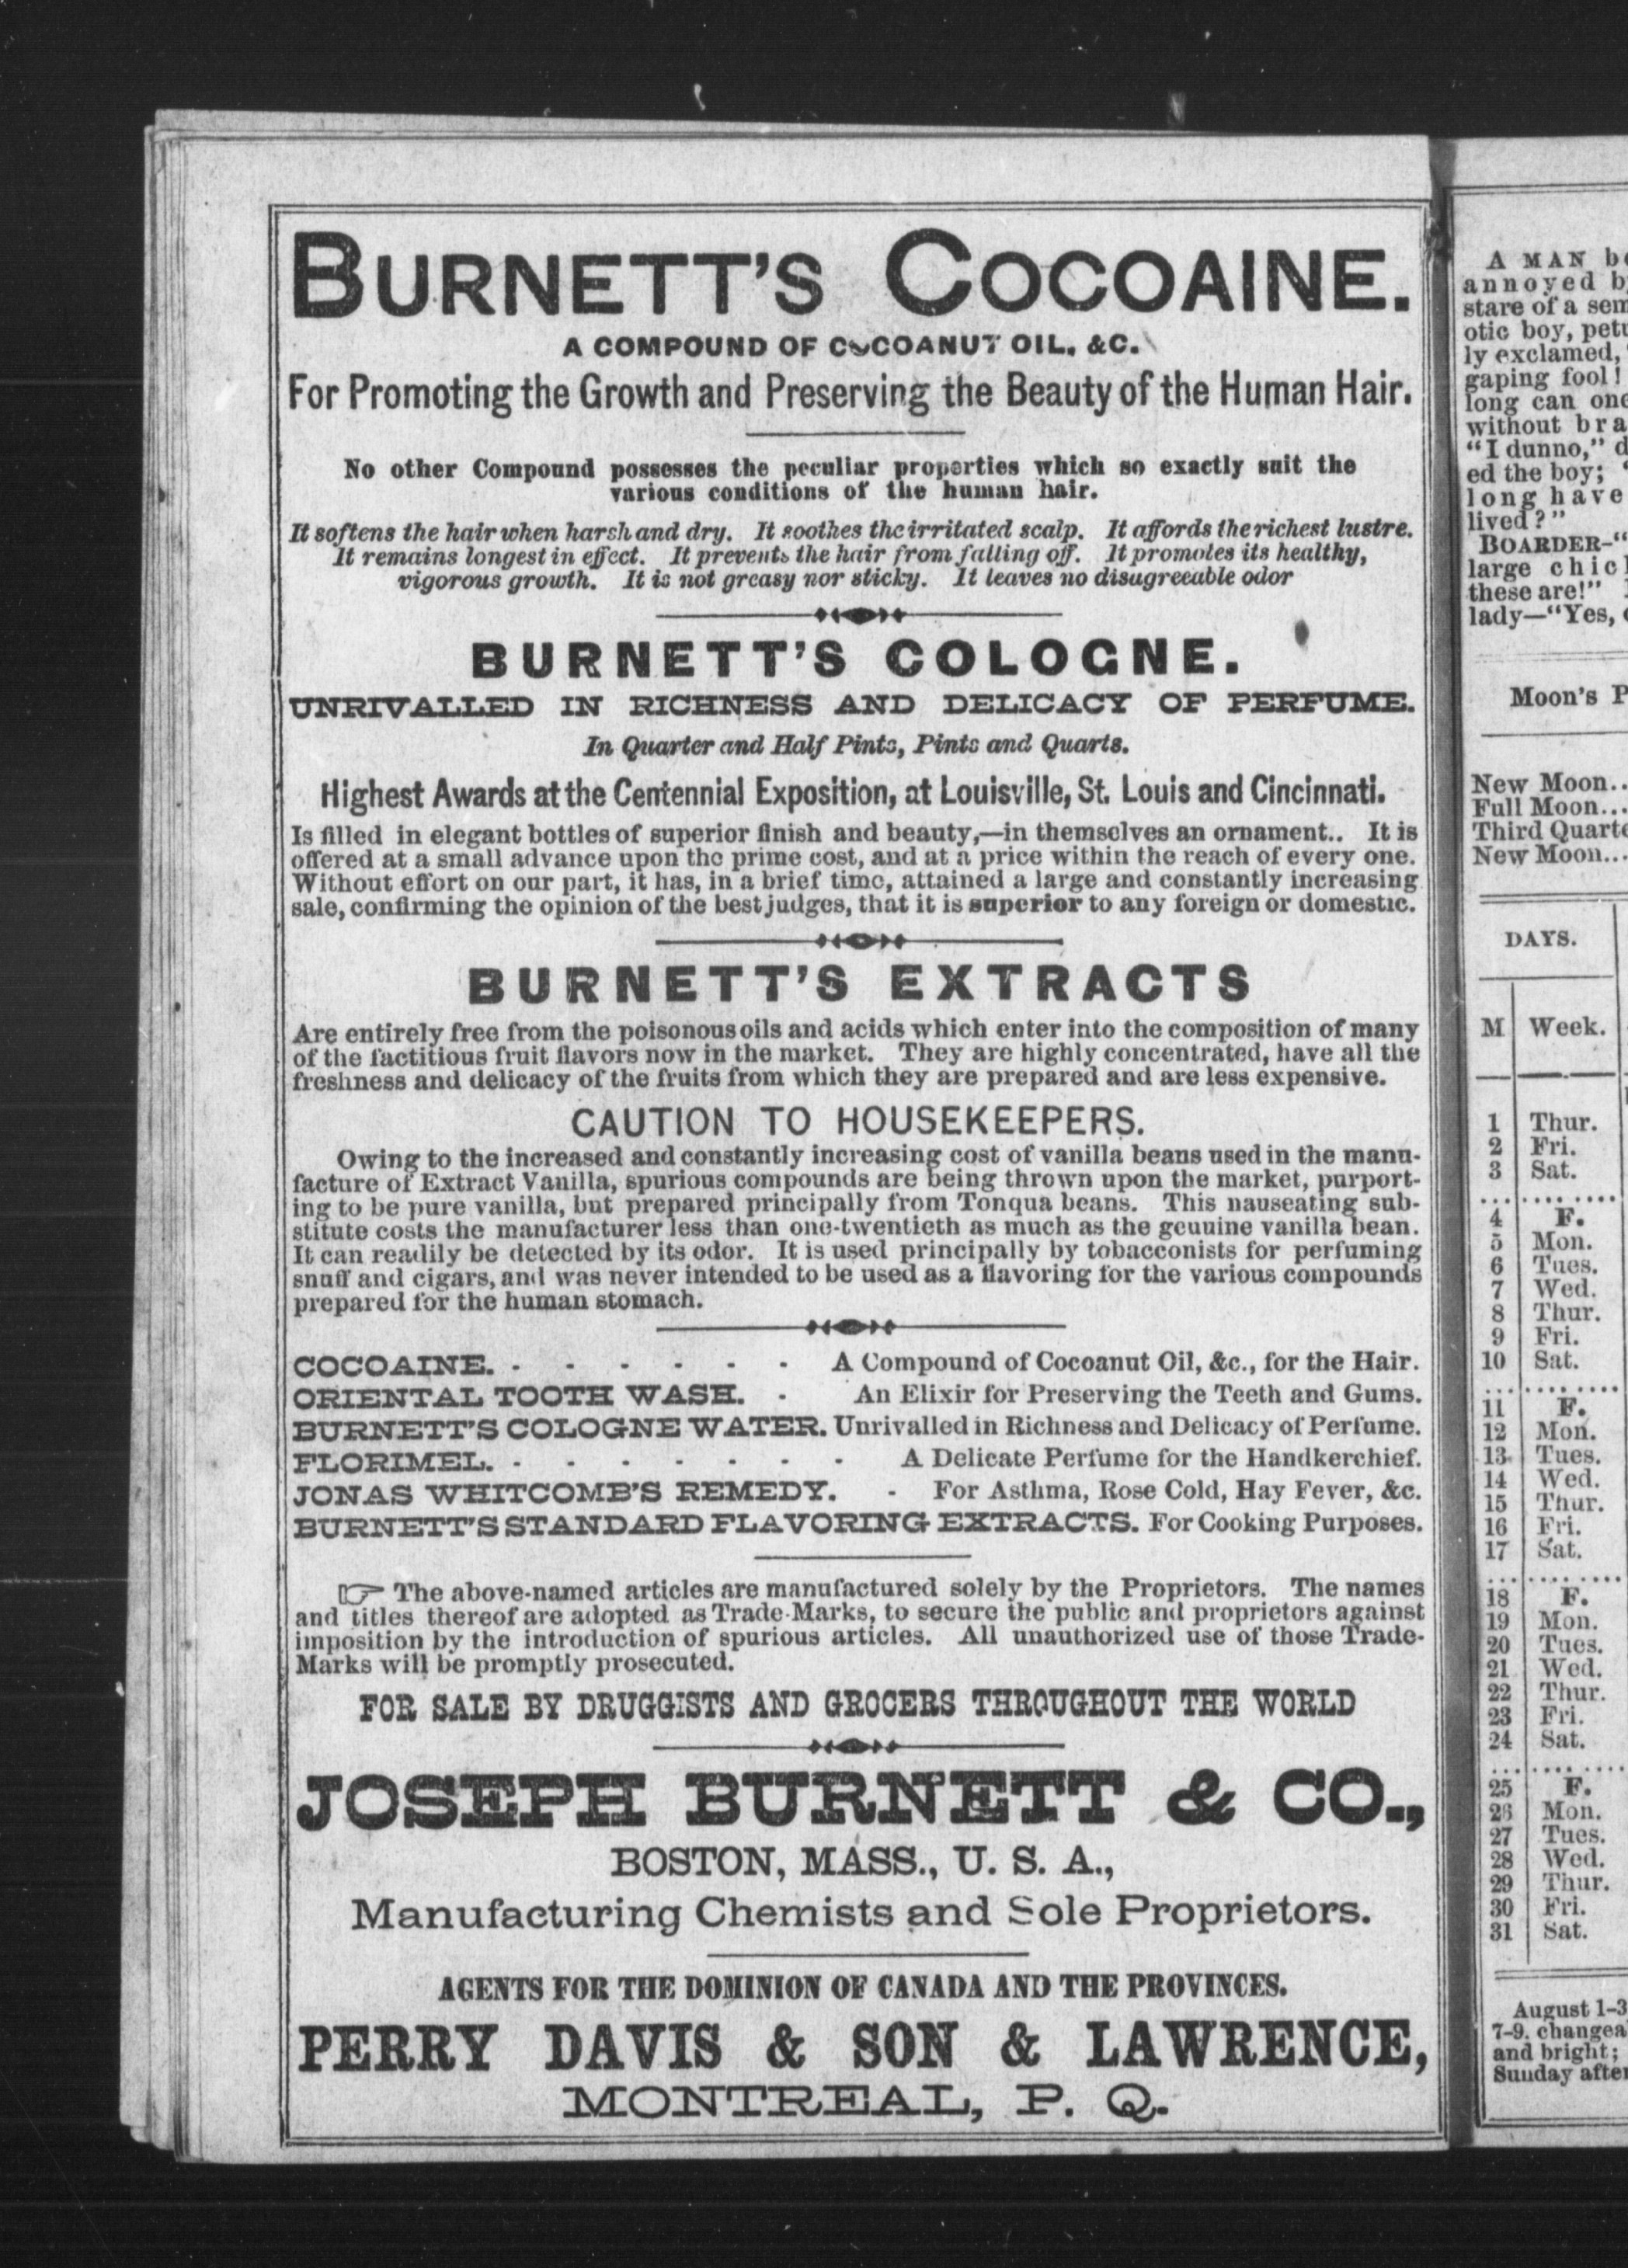 BURNETT'S COCOAINE.
A COMPOUND OF COCOANUT OIL, &C.
For Promoting the Growth and Preserving the Beauty of the Human Hair.
No other Compound possesses the peculiar properties which so exactly suit the
various conditions of the human hair.
It softens the hair when harsh and dry. It soothes the irritated scalp. It affords the richest lustre.
It remains longest in effect. It prevents the hair from falling off. It promotes its healthy,
vigorous growth. It is not greasy nor sticky. It leaves no disagreeable odor
BURNETT'S COLOGNE.
UNRIVALLED IN RICHNESS AND DELICACY OF PERFUME.
In Quarter and Half Pints, Pints and Quarts.
Highest Awards at the Centennial Exposition, at Louisville, St. Louis and Cincinnati.
Is filled in elegant bottles of superior finish and beauty,—in themselves an ornament.. It is
offered at a small advance upon the prime cost, and at a price within the reach of every one.
Without effort on our part, it has, in a brief time, attained a large and constantly increasing
sale, confirming the opinion of the best judges, that it is superior to any foreign or domestic.
BURNETT'S EXTRACTS
Are entirely free from the poisonous oils and acids which enter into the composition of many
of the factitious fruit flavors now in the market. They are highly concentrated, have all the
freshness and delicacy of the fruits from which they are prepared and are less expensive.
CAUTION TO HOUSEKEEPERS.
Owing to the increased and constantly increasing cost of vanilla beans used in the manu-
facture of Extract Vanilla, spurious compounds are being thrown upon the market, purport-
ing to be pure vanilla, but prepared principally from Tonqua beans. This nauseating sub-
stitute costs the manufacturer less than one-twentieth as much as the genuine vanilla bean.
It can readily be detected by its odor. It is used principally by tobacconists for perfuming
snuff and cigars, and was never intended to be used as a flavoring for the various compounds
prepared for the human stomach.
COCOAINE. - - - - - - A Compound of Cocoanut Oil, &c., for the Hair.
ORIENTAL TOOTH WASH. - An Elixir for Preserving the Teeth and Gums.
BURNETT'S COLOGNE WATER. Unrivalled in Richness and Delicacy of Perfume.
FLORIMEL. - - - - - - - A Delicate Perfume for the Handkerchief.
JONAS WHITCOMB'S REMEDY. - For Asthma, Rose Cold, Hay Fever, &c.
BURNETT'S STANDARD FLAVORING EXTRACTS. For Cooking Purposes.
☞ The above-named articles are manufactured solely by the Proprietors. The names
and titles thereof are adopted as Trade-Marks, to secure the public and proprietors against
imposition by the introduction of spurious articles. All unauthorized use of those Trade-
Marks will be promptly prosecuted.
FOR SALE BY DRUGGISTS AND GROCERS THROUGHOUT THE WORLD
JOSEPH BURNETT & CO.,
BOSTON, MASS., U. S. A.,
Manufacturing Chemists and Sole Proprietors.
AGENTS FOR THE DOMINION OF CANADA AND THE PROVINCES.
PERRY DAVIS & SON & LAWRENCE,
MONTREAL, P. Q.
A MAN
annoyed
stare of a
otic boy,
ly exclaimed,
gaping fool!
long can
without
"I dunno,"
ed the boy;
long have
lived?"
BOARDER—"
large
these are!"
lady—"Yes,
Moon's
New Moon..
Full Moon...
Third
New Moon...
DAYS.
M Week.
1 Thur.
2 Fri.
3 Sat.
4 F.
5 Mon.
6 Tues.
7 Wed.
8 Thur.
9 Fri.
10 Sat.
11 F.
12 Mon.
13 Tues.
14 Wed.
15 Thur.
16 Fri.
17 Sat.
18 F.
19 Mon.
20 Tues.
21 Wed.
22 Thur.
23 Fri.
24 Sat.
25 F.
26 Mon.
27 Tues.
28 Wed.
29 Thur.
30 Fri.
31 Sat.
August 1-3
7-9.
and bright;
Sunday